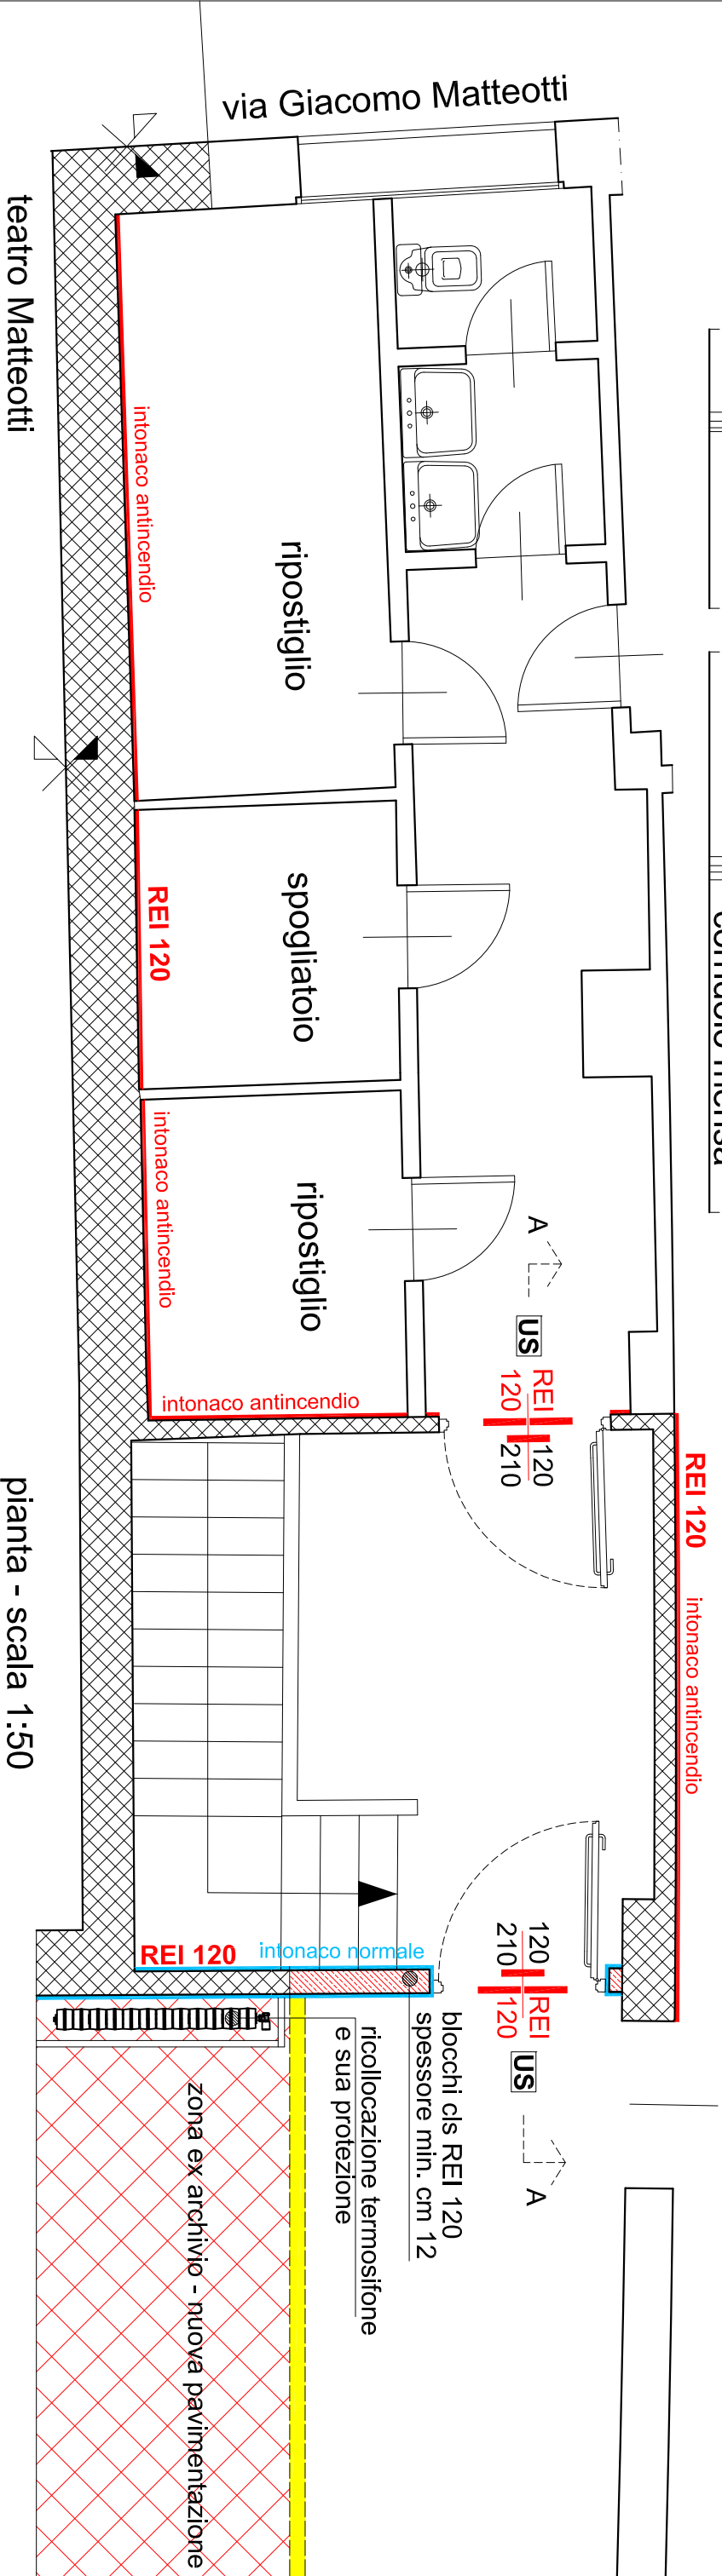 via Giacomo Matteotti
teatro Matteotti
intonaco antincendio
ripostiglio
REI 120
spogliatoio
corridoio mensa
intonaco antincendio
ripostiglio
A
US
REI
120
intonaco antincendio
120
210
REI 120
intonaco antincendio
pianta - scala 1:50
REI 120
intonaco normale
120
210
REI
120
US
A
blocchi cls REI 120
spessore min. cm 12
ricollocazione termosifone
e sua protezione
zona ex archivio - nuova pavimentazione